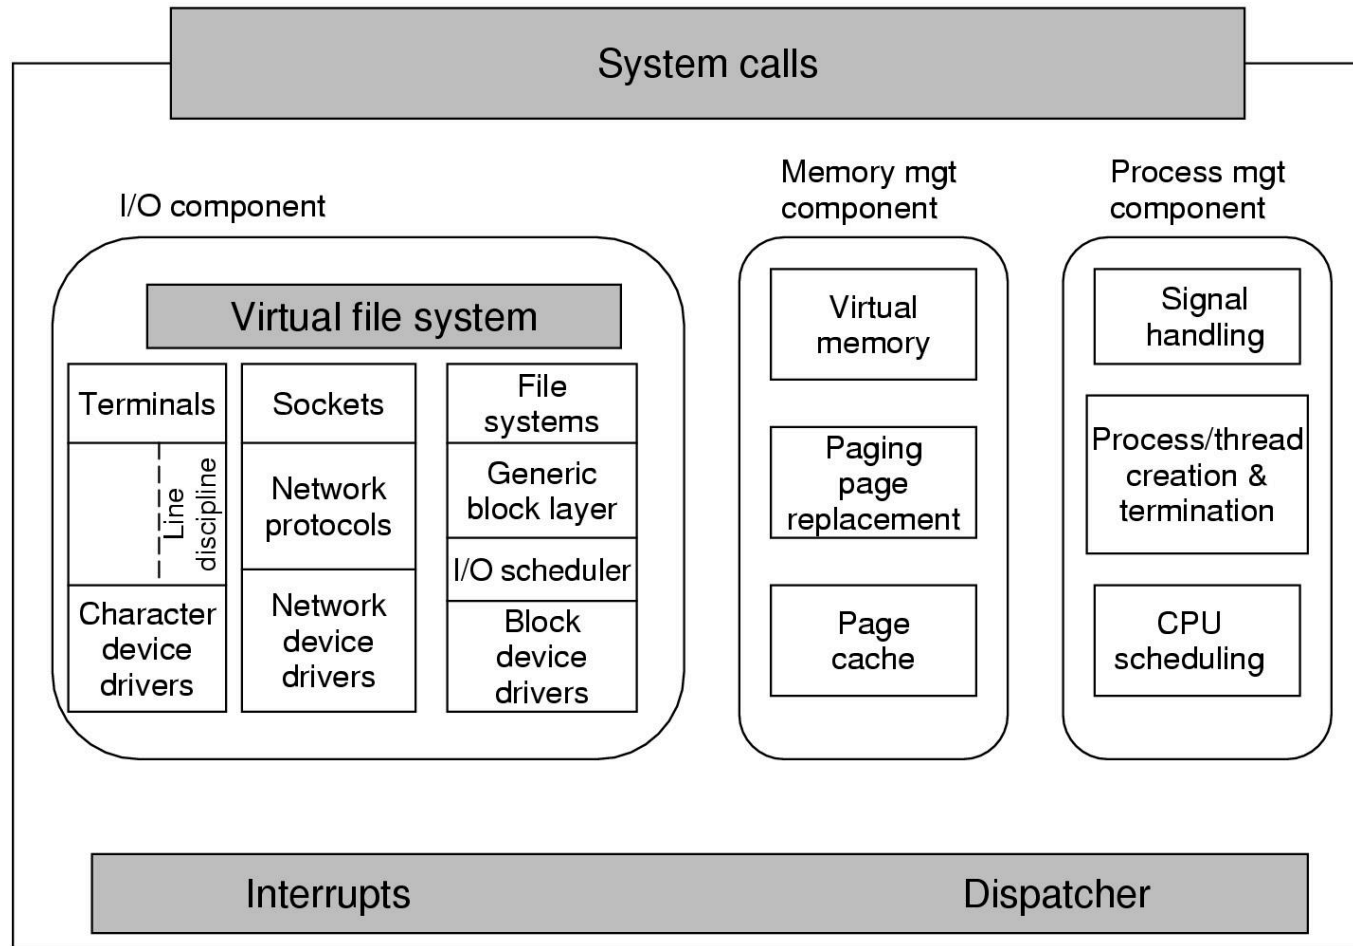 System calls
I/O component
Memory mgt
component
Process mgt
component
Virtual file system
Terminals
Line
discipline
Character
device
drivers
Sockets
Network
protocols
Network
device
drivers
File
systems
Generic
block layer
I/O scheduler
Block
device
drivers
Virtual
memory
Paging
page
replacement
Page
cache
Signal
handling
Process/thread
creation &
termination
CPU
scheduling
Interrupts
Dispatcher